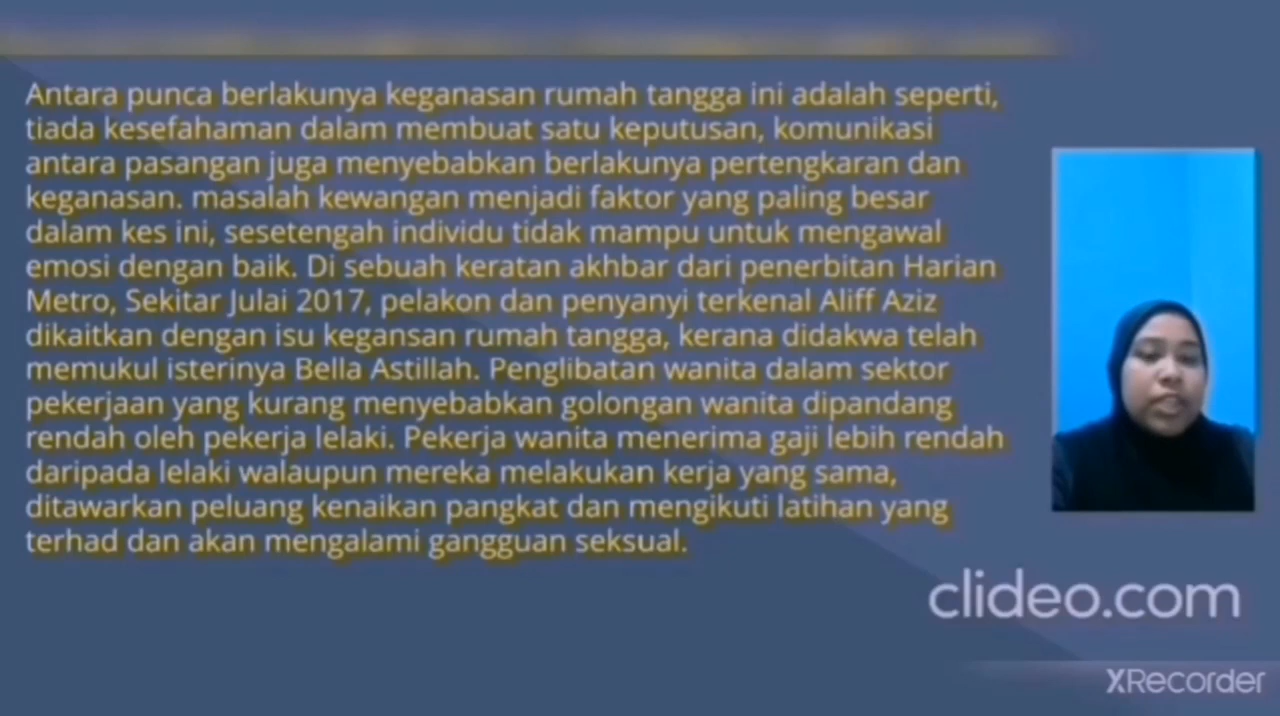 Antara punca berlakunya keganasan rumah tangga ini adalah seperti,
tiada kesefahaman dalam membuat satu keputusan, komunikasi
antara pasangan juga menyebabkan berlakunya pertengkaran dan
keganasan. masalah kewangan menjadi faktor yang paling besar
dalam kes ini, sesetengah individu tidak mampu untuk mengawal
emosi dengan baik. Di sebuah keratan akhbar dari penerbitan Harian
Metro, Sekitar Julai 2017, pelakon dan penyanyi terkenal Aliff Aziz
dikaitkan dengan isu kegansan rumah tangga, kerana didakwa telah
memukul isterinya Bella Astillah. Penglibatan wanita dalam sektor
pekerjaan yang kurang menyebabkan golongan wanita dipandang
rendah oleh pekerja lelaki. Pekerja wanita menerima gaji lebih rendah
daripada lelaki walaupun mereka melakukan kerja yang sama,
ditawarkan peluang kenaikan pangkat dan mengikuti latihan yang
terhad dan akan mengalami gangguan seksual.
clideo.com
XRecorder